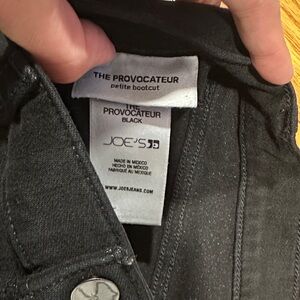 THE PROVOCATEUR
petite bootcut
THE
PROVOCATEUR
BLACK
JOE'S
MADE IN MEXICO
HECHO EN MEXICO
FABRIQUE AU MEXIQUE
WWW.JOESJEANS.COM